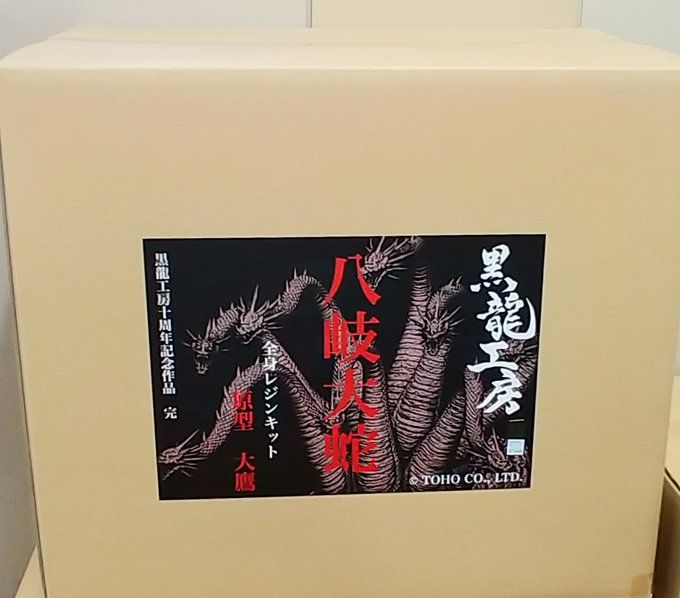 黒龍工房
八岐大蛇
全身レジンキット
原型 大鷹
黒龍工房十周年記念作品 完
© TOHO CO., LTD.